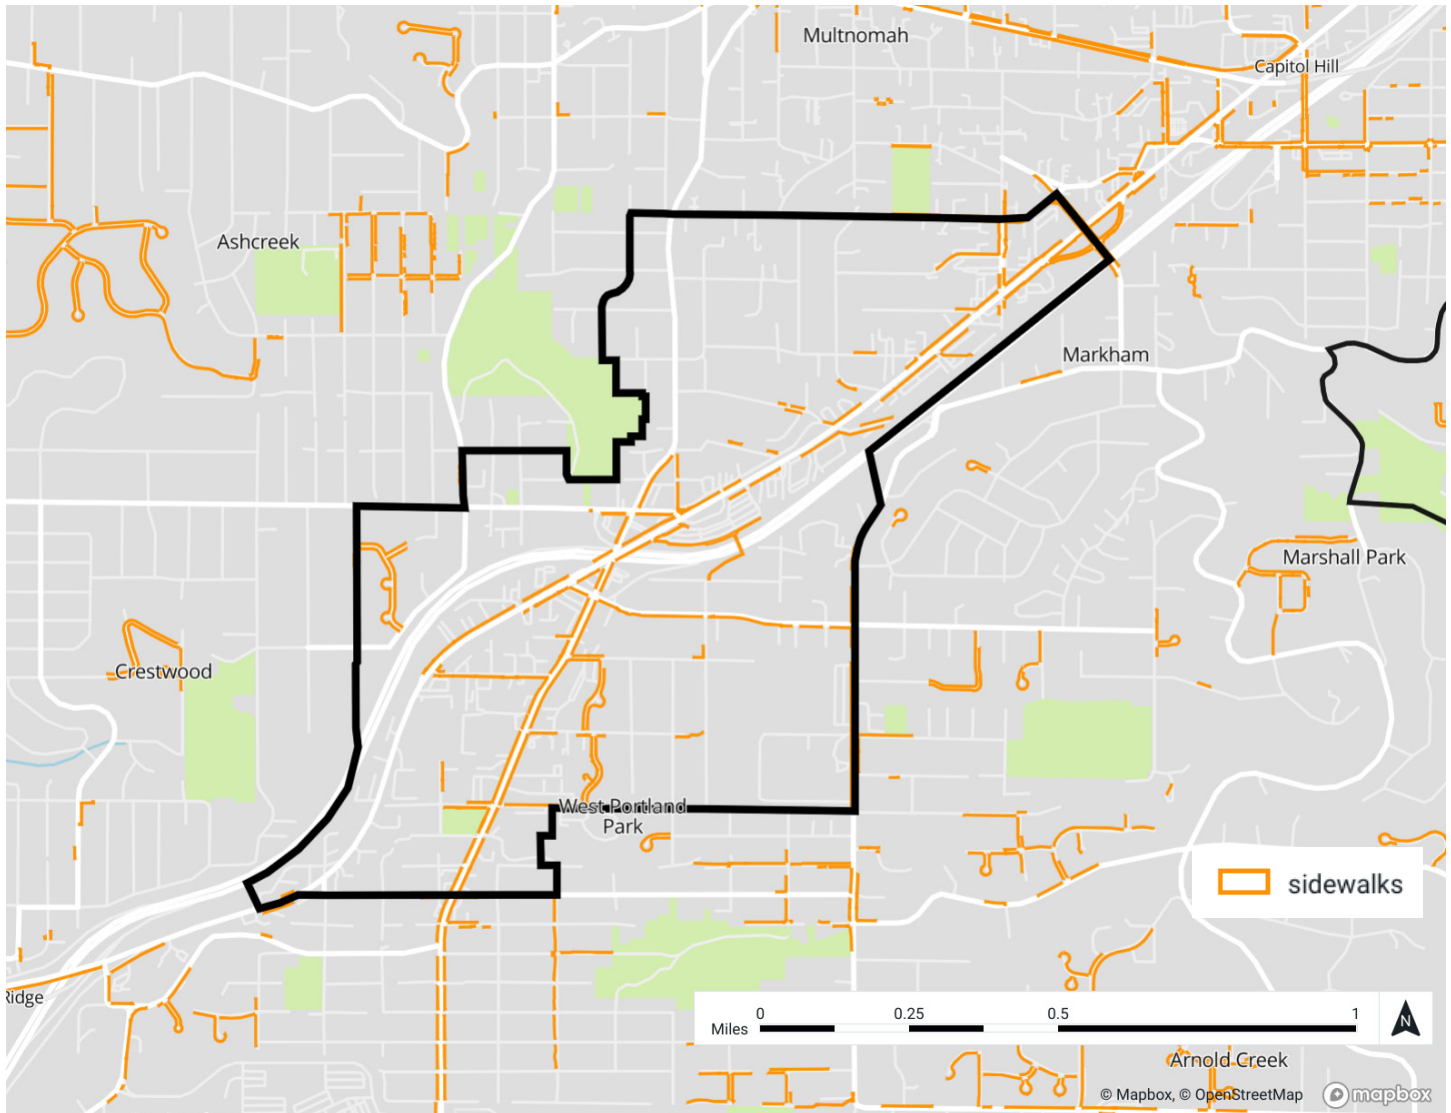 Multnomah
Capitol Hill
Ashcreek
Markham
Marshall Park
Crestwood
West Portland
Park
sidewalks
Ridge
0 0.25 0.5 1
Miles
N
Arnold Creek
© Mapbox, © OpenStreetMap
mapbox